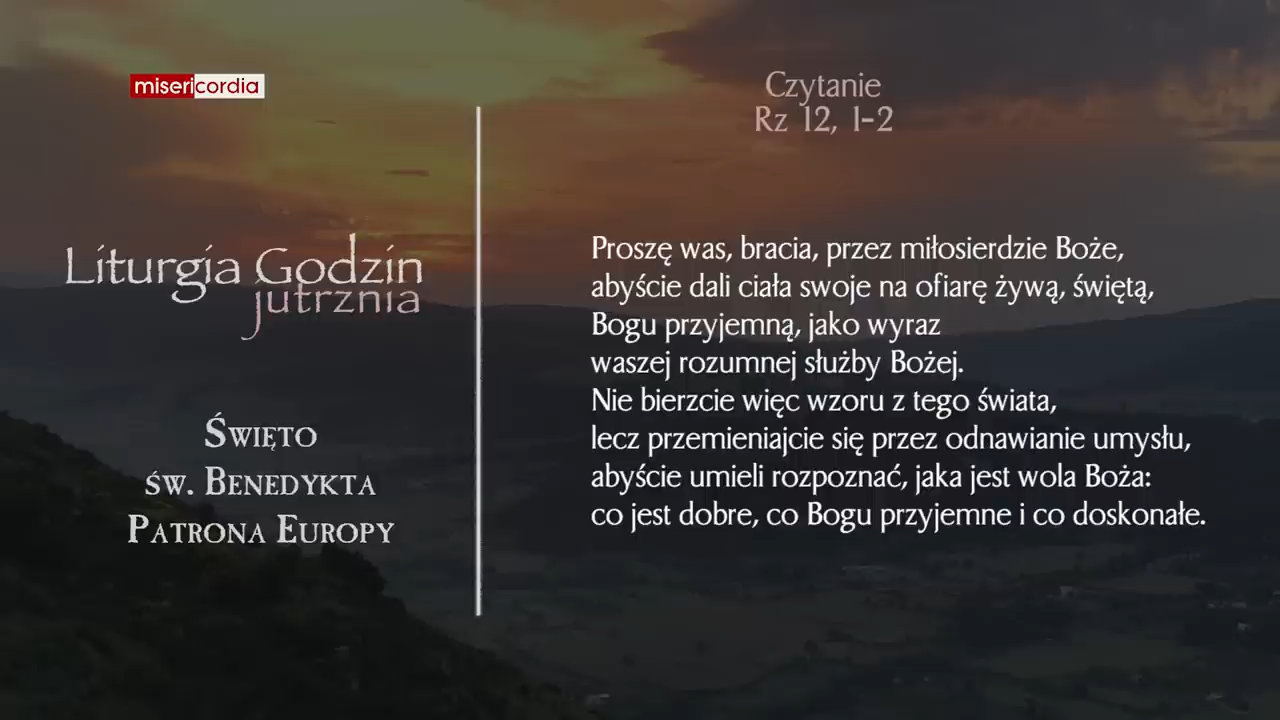 misericordia
Liturgia Godzin
jutrznia
Święto
św. Benedykta
Patrona Europy
Czytanie
Rz 12, 1-2
Proszę was, bracia, przez miłosierdzie Boże,
abyście dali ciała swoje na ofiarę żywą, świętą,
Bogu przyjemną, jako wyraz
waszej rozumnej służby Bożej.
Nie bierzcie więc wzoru z tego świata,
lecz przemieniajcie się przez odnawianie umysłu,
abyście umieli rozpoznać, jaka jest wola Boża:
co jest dobre, co Bogu przyjemne i co doskonałe.